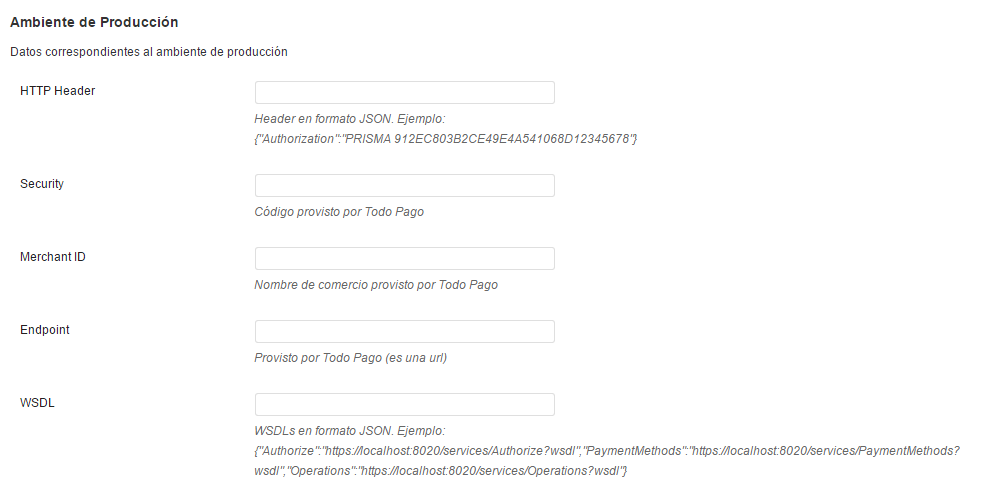 Ambiente de Producción
Datos correspondientes al ambiente de producción
HTTP Header
Header en formato JSON. Ejemplo:
{"Authorization":"PRISMA 912EC803B2CE49E4A541068D12345678"}
Security
Código provisto por Todo Pago
Merchant ID
Nombre de comercio provisto por Todo Pago
Endpoint
Provisto por Todo Pago (es una url)
WSDL
WSDLs en formato JSON. Ejemplo:
{"Authorize":"https://localhost:8020/services/Authorize?wsdl","PaymentMethods":"https://localhost:8020/services/PaymentMethods?
wsdl","Operations":"https://localhost:8020/services/Operations?wsdl"}